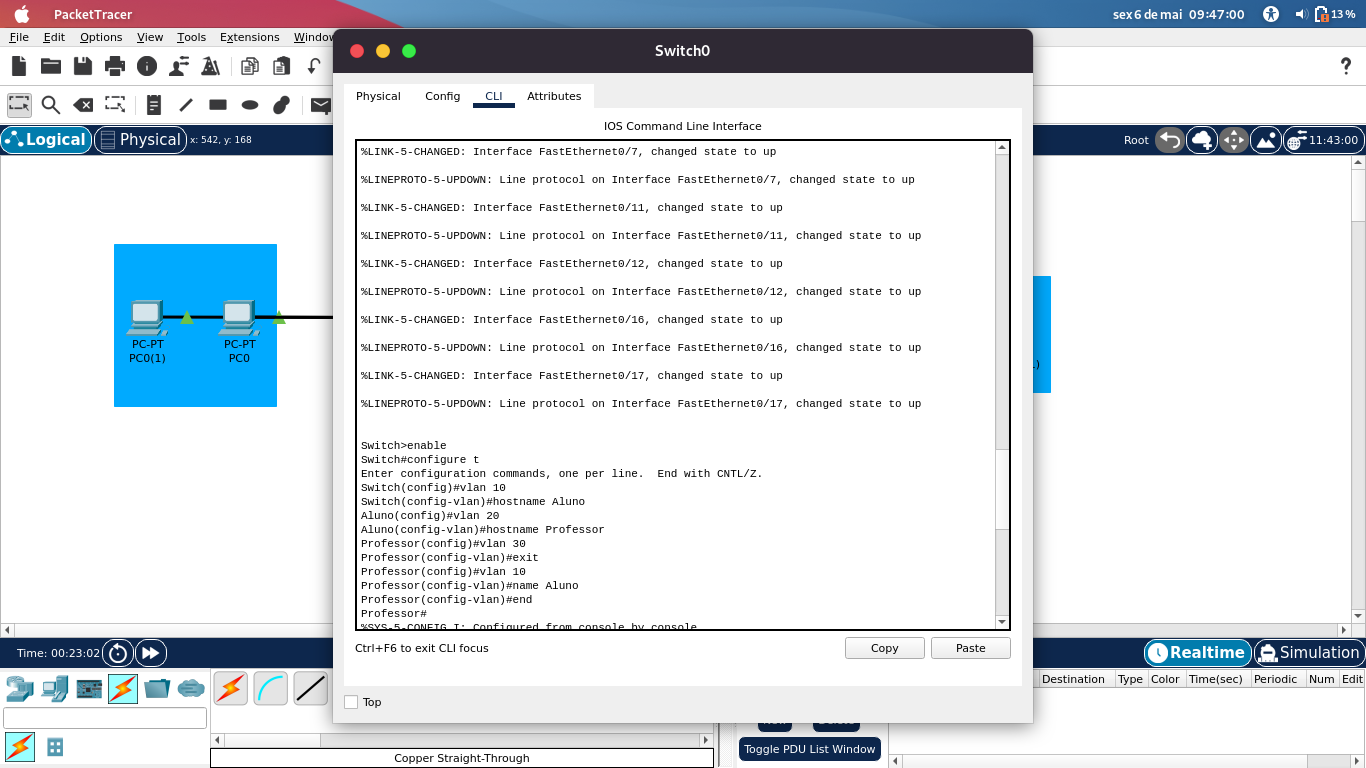 PacketTracer
sex 6 de mai 09:47:00
13 %
File Edit Options View Tools Extensions Window
Switch0
Physical Config CLI Attributes
IOS Command Line Interface
Logical
Physical
x: 542, y: 168
Root
11:43:00
%LINK-5-CHANGED: Interface FastEthernet0/7, changed state to up
%LINEPROTO-5-UPDOWN: Line protocol on Interface FastEthernet0/7, changed state to up
%LINK-5-CHANGED: Interface FastEthernet0/11, changed state to up
%LINEPROTO-5-UPDOWN: Line protocol on Interface FastEthernet0/11, changed state to up
%LINK-5-CHANGED: Interface FastEthernet0/12, changed state to up
%LINEPROTO-5-UPDOWN: Line protocol on Interface FastEthernet0/12, changed state to up
%LINK-5-CHANGED: Interface FastEthernet0/16, changed state to up
%LINEPROTO-5-UPDOWN: Line protocol on Interface FastEthernet0/16, changed state to up
%LINK-5-CHANGED: Interface FastEthernet0/17, changed state to up
%LINEPROTO-5-UPDOWN: Line protocol on Interface FastEthernet0/17, changed state to up
Switch>enable
Switch#configure t
Enter configuration commands, one per line.  End with CNTL/Z.
Switch(config)#vlan 10
Switch(config-vlan)#hostname Aluno
Aluno(config)#vlan 20
Aluno(config-vlan)#hostname Professor
Professor(config)#vlan 30
Professor(config-vlan)#exit
Professor(config)#vlan 10
Professor(config-vlan)#name Aluno
Professor(config-vlan)#end
Professor#
%SYS-5-CONFIG_I: Configured from console by console
PC-PT
PC0(1)
PC-PT
PC0
.)
Ctrl+F6 to exit CLI focus
Copy
Paste
Top
Time: 00:23:02
Realtime
Simulation
Destination Type Color Time(sec) Periodic Num Edit
Toggle PDU List Window
Copper Straight-Through